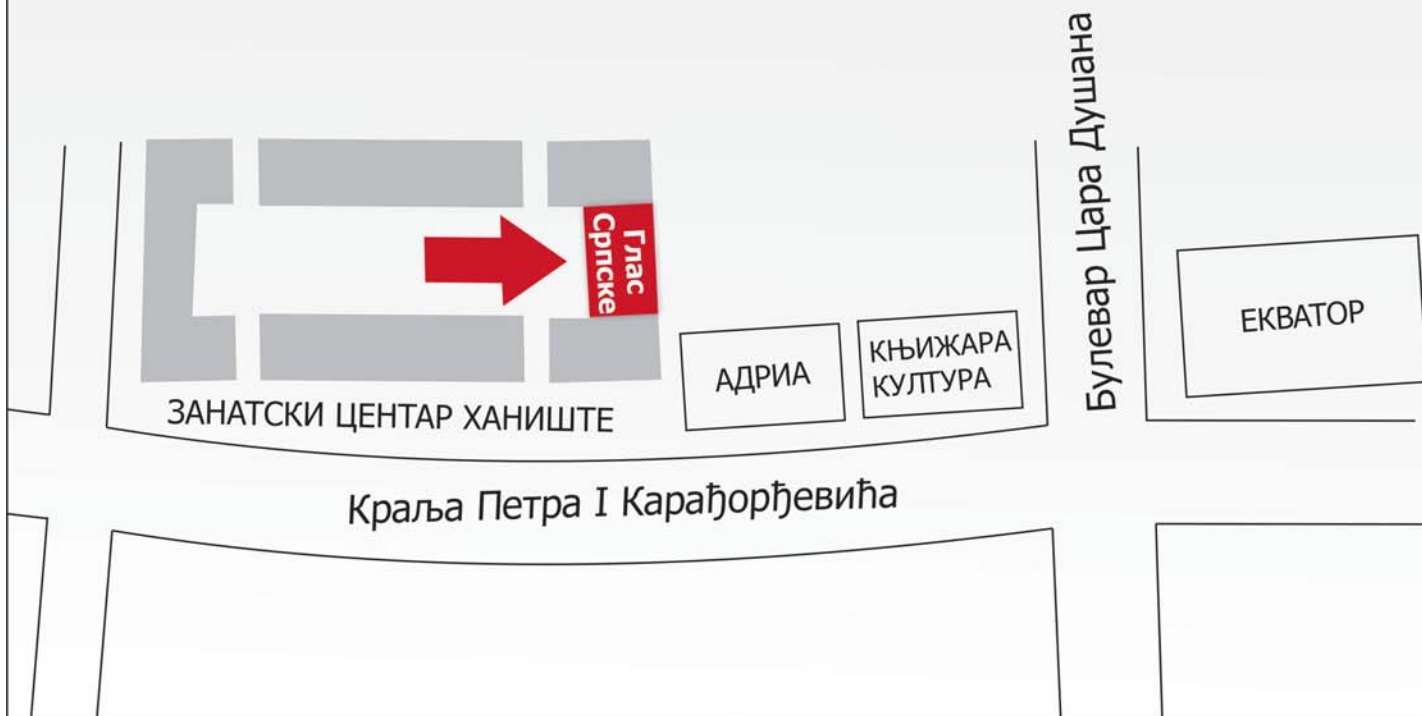 Булевар Цара Душана
Глас
Српске
ЕКВАТОР
КЊИЖАРА
КУЛТУРА
АДРИА
ЗАНАТСКИ ЦЕНТАР ХАНИШТЕ
Краља Петра I Карађорђевића